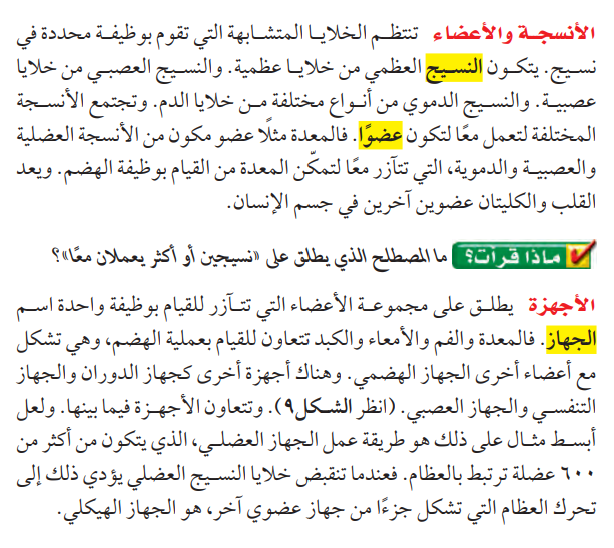 الأنسجة والأعضاء تنتظم الخلايا المتشابهة التي تقوم بوظيفة محددة في
نسيج. يتكون النسيج العظمي من خلايا عظمية. والنسيج العصبي من خلايا
عصبية. والنسيج الدموي من أنواع مختلفة من خلايا الدم. وتجتمع الأنسجة
المختلفة لتعمل معًا لتكون عضوًا. فالمعدة مثلًا عضو مكون من الأنسجة العضلية
والعصبية والدموية، التي تتآزر معًا لتمكّن المعدة من القيام بوظيفة الهضم. ويعد
القلب والكليتان عضوين آخرين في جسم الإنسان.
ماذا قرأت؟ ما المصطلح الذي يطلق على «نسيجين أو أكثر يعملان معًا»؟
الأجهزة يطلق على مجموعة الأعضاء التي تتآزر للقيام بوظيفة واحدة اسم
الجهاز. فالمعدة والفم والأمعاء والكبد تتعاون للقيام بعملية الهضم، وهي تشكل
مع أعضاء أخرى الجهاز الهضمي. وهناك أجهزة أخرى كجهاز الدوران والجهاز
التنفسي والجهاز العصبي. (انظر الشكل٩). وتتعاون الأجهزة فيما بينها. ولعل
أبسط مثال على ذلك هو طريقة عمل الجهاز العضلي، الذي يتكون من أكثر من
٦٠٠ عضلة ترتبط بالعظام. فعندما تنقبض خلايا النسيج العضلي يؤدي ذلك إلى
تحرك العظام التي تشكل جزءًا من جهاز عضوي آخر، هو الجهاز الهيكلي.